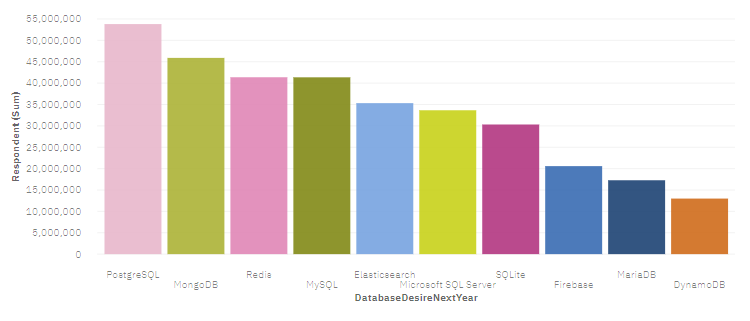 55,000,000
50,000,000
45,000,000
40,000,000
35,000,000
30,000,000
25,000,000
20,000,000
15,000,000
10,000,000
5,000,000
0
Respondent (Sum)
PostgreSQL
MongoDB
Redis
MySQL
Elasticsearch
Microsoft SQL Server
SQLite
Firebase
MariaDB
DynamoDB
DatabaseDesireNextYear